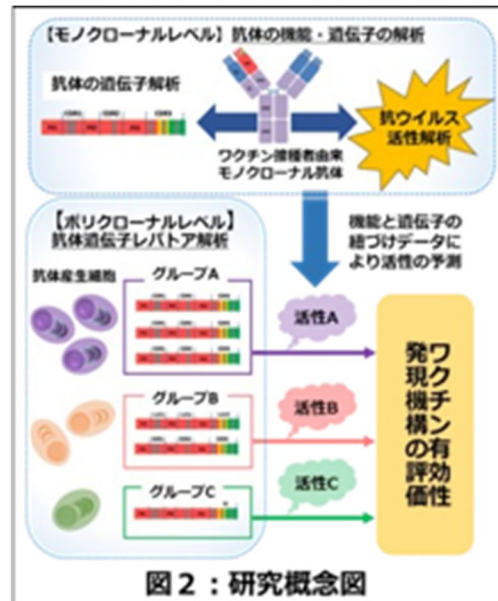 【モノクローナルレベル】抗体の機能・遺伝子の解析
抗体の遺伝子解析
CDR1 CDR2 CDR3
抗ウイルス
活性解析
ワクチン接種者由来
モノクローナル抗体
【ポリクローナルレベル】
抗体遺伝子レパトア解析
機能と遺伝子の
紐づけデータに
より活性の予測
抗体産生細胞
グループA
活性A
グループB
活性B
グループC
活性C
ワクチン有効性
発現機構の評価
図2：研究概念図